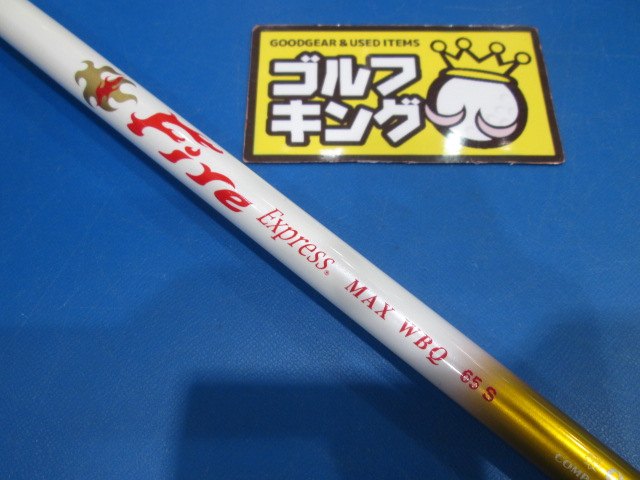 GOODGEAR & USED ITEMS
ゴルフ
キング
Fire Express® MAX WBQ 65 S